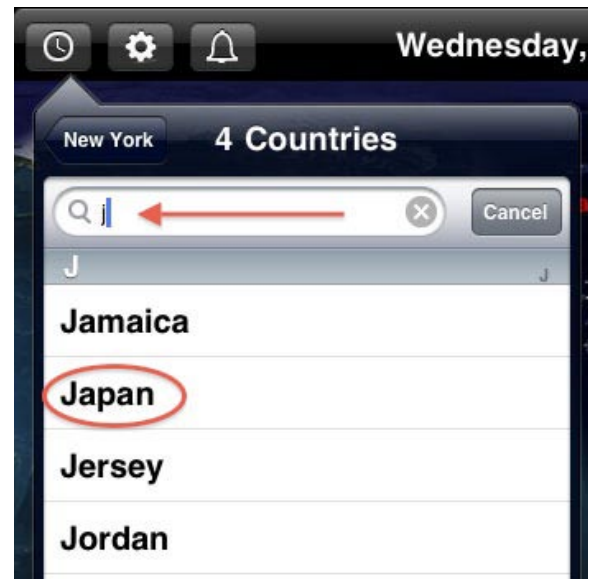 Wednesday,
New York 4 Countries
j Cancel
J J
Jamaica
Japan
Jersey
Jordan